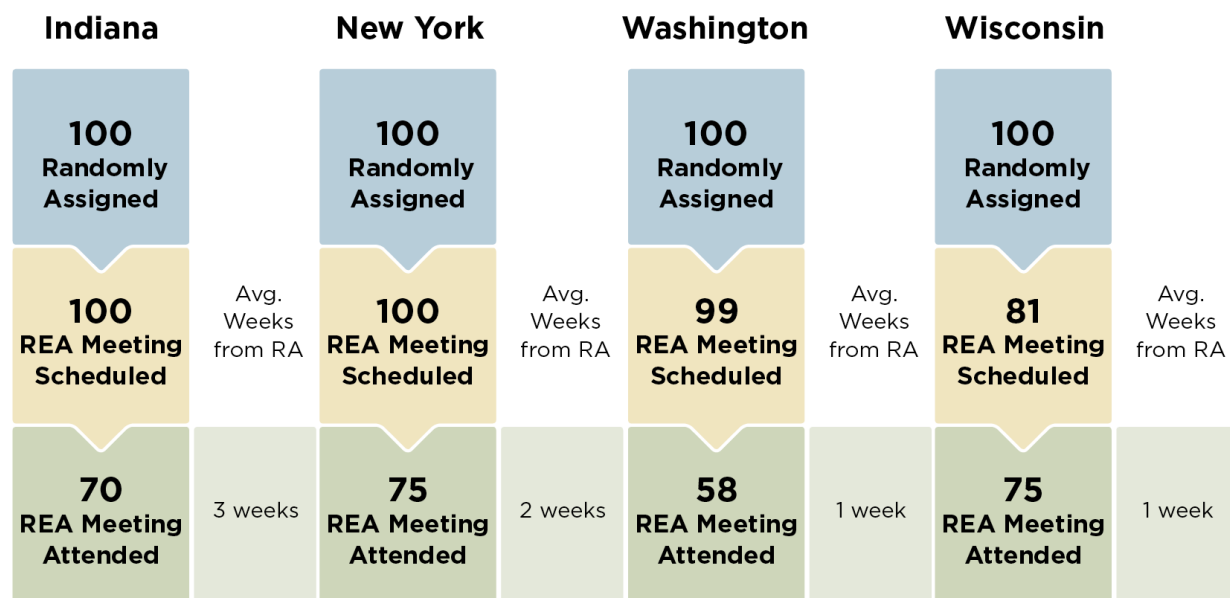 Indiana
New York
Washington
Wisconsin
100
Randomly
Assigned
100
Randomly
Assigned
100
Randomly
Assigned
100
Randomly
Assigned
100
REA Meeting
Scheduled
Avg.
Weeks
from RA
100
REA Meeting
Scheduled
Avg.
Weeks
from RA
99
REA Meeting
Scheduled
Avg.
Weeks
from RA
81
REA Meeting
Scheduled
Avg.
Weeks
from RA
70
REA Meeting
Attended
3 weeks
75
REA Meeting
Attended
2 weeks
58
REA Meeting
Attended
1 week
75
REA Meeting
Attended
1 week